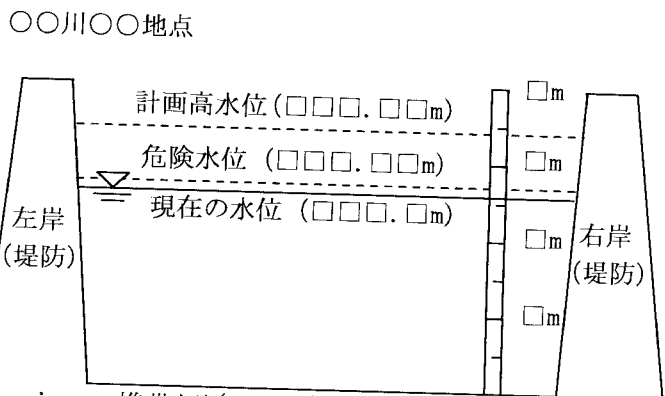 ○○川○○地点
計画高水位(□□□.□□m)
□m
危険水位 (□□□.□□m)
□m
現在の水位 (□□□.□m)
左岸
(堤防)
□m
右岸
(堤防)
□m